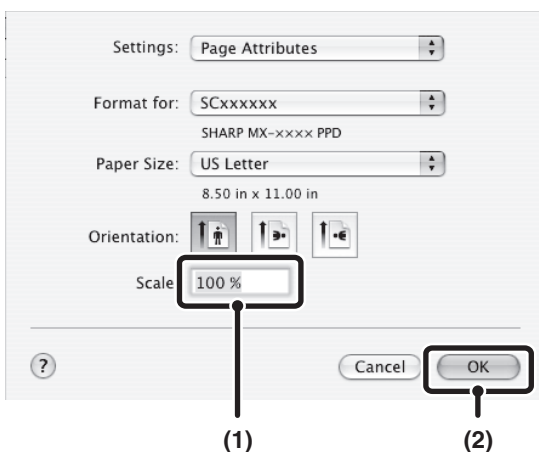 Settings: Page Attributes
Format for: SCxxxxxx
SHARP MX-xxxx PPD
Paper Size: US Letter
8.50 in x 11.00 in
Orientation:
Scale 100 %
? Cancel OK
(1) (2)